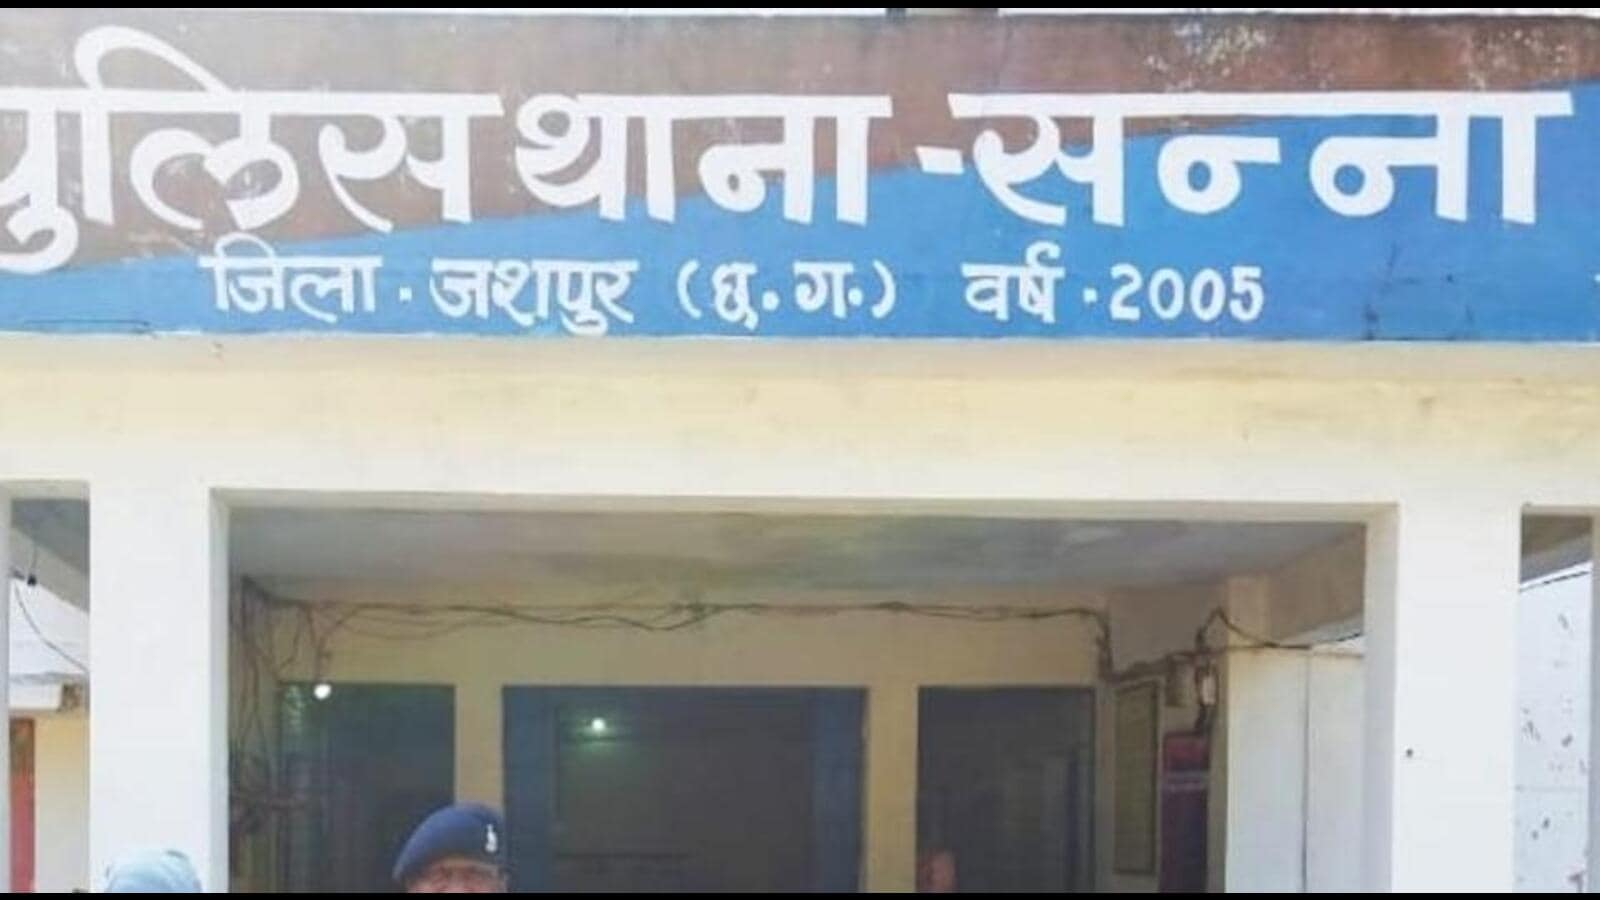 पुलिस थाना - सन्ना
जिला . जशपुर (छ. ग.) वर्ष . 2005